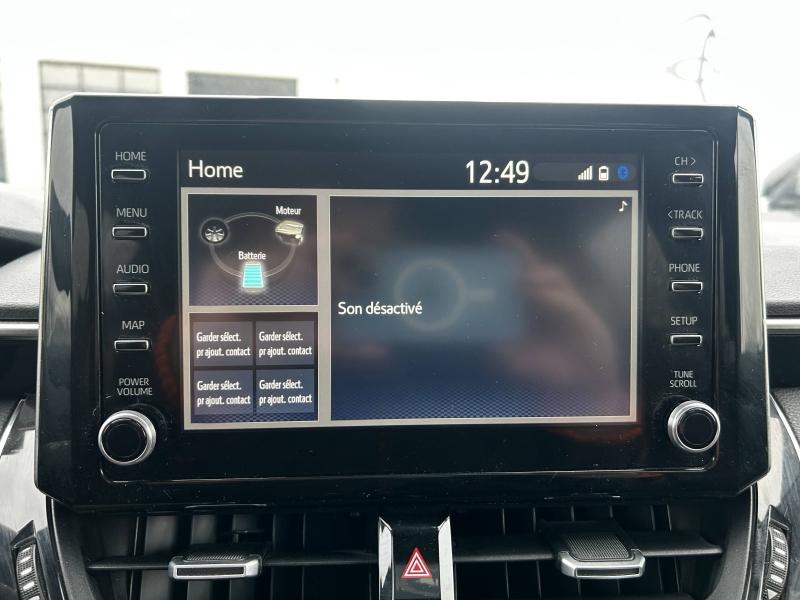 HOME
MENU
AUDIO
MAP
POWER
VOLUME
Home
12:49
Moteur
Batterie
Garder sélect.
pr ajout. contact
Garder sélect.
pr ajout. contact
Garder sélect.
pr ajout. contact
Garder sélect.
pr ajout. contact
Son désactivé
CH >
< TRACK
PHONE
SETUP
TUNE
SCROLL